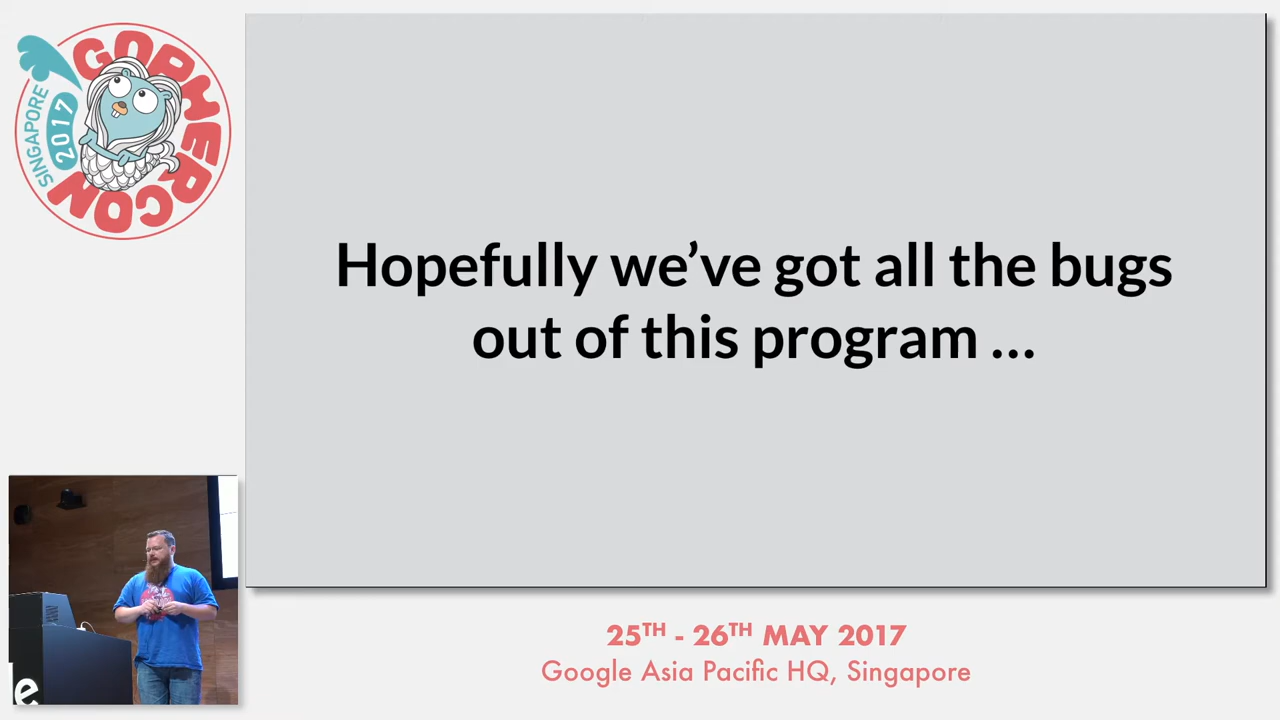 GOPHERCON
SINGAPORE
2017
Hopefully we’ve got all the bugs
out of this program ...
25TH - 26TH MAY 2017
Google Asia Pacific HQ, Singapore
le